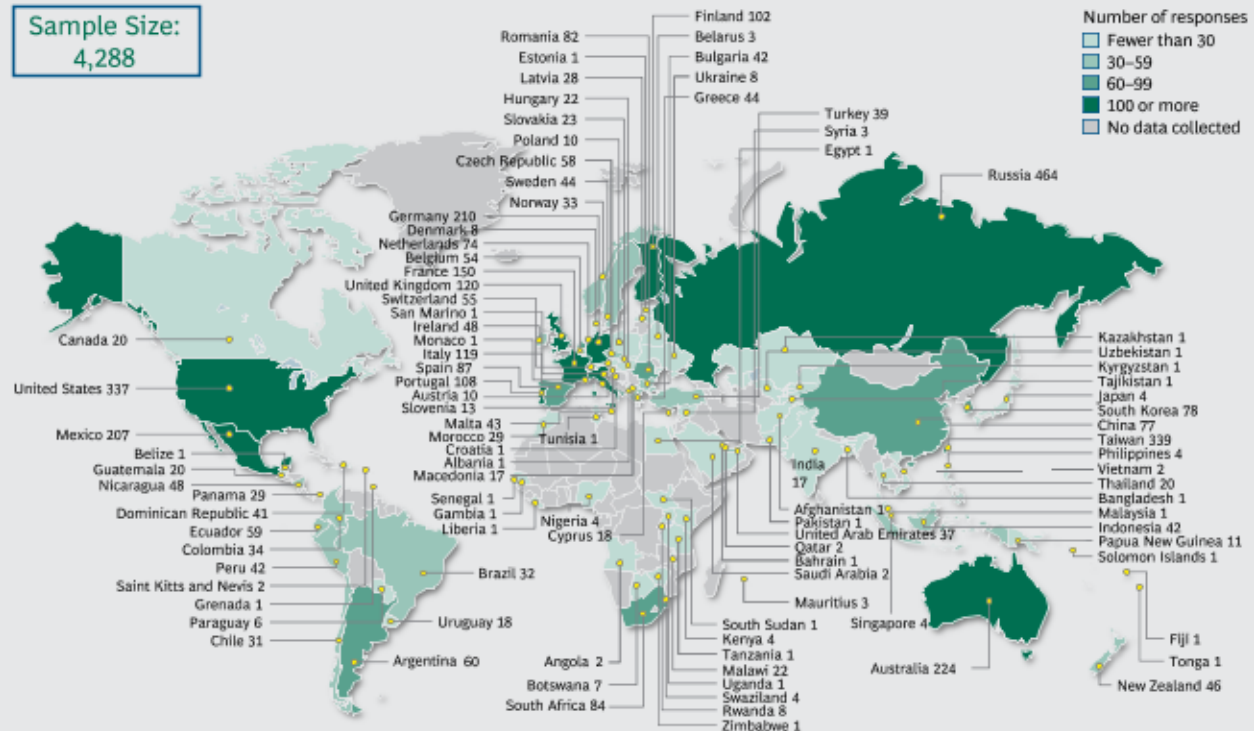 Sample Size:
4,288
Number of responses
Fewer than 30
30–59
60–99
100 or more
No data collected
Finland 102
Romania 82
Belarus 3
Estonia 1
Bulgaria 42
Latvia 28
Ukraine 8
Hungary 22
Greece 44
Slovakia 23
Turkey 39
Poland 10
Syria 3
Czech Republic 58
Egypt 1
Sweden 44
Norway 33
Russia 464
Germany 210
Denmark 8
Netherlands 74
Belgium 54
France 150
United Kingdom 120
Switzerland 55
San Marino 1
Ireland 48
Monaco 1
Italy 119
Spain 87
Portugal 108
Austria 10
Slovenia 13
Malta 43
Morocco 29
Tunisia 1
Croatia 1
Albania 1
Macedonia 17
Canada 20
United States 337
Mexico 207
Belize 1
Guatemala 20
Nicaragua 48
Panama 29
Dominican Republic 41
Ecuador 59
Colombia 34
Peru 42
Saint Kitts and Nevis 2
Grenada 1
Paraguay 6
Chile 31
Brazil 32
Uruguay 18
Argentina 60
Senegal 1
Gambia 1
Liberia 1
Nigeria 4
Cyprus 18
Angola 2
Botswana 7
South Africa 84
South Sudan 1
Kenya 4
Tanzania 1
Malawi 22
Uganda 1
Swaziland 4
Rwanda 8
Zimbabwe 1
Mauritius 3
India
17
Afghanistan 1
Pakistan 1
United Arab Emirates 37
Qatar 2
Bahrain 1
Saudi Arabia 2
Kazakhstan 1
Uzbekistan 1
Kyrgyzstan 1
Tajikistan 1
Japan 4
South Korea 78
China 77
Taiwan 339
Philippines 4
Vietnam 2
Thailand 20
Bangladesh 1
Malaysia 1
Indonesia 42
Papua New Guinea 11
Solomon Islands 1
Singapore 4
Australia 224
Fiji 1
Tonga 1
New Zealand 46